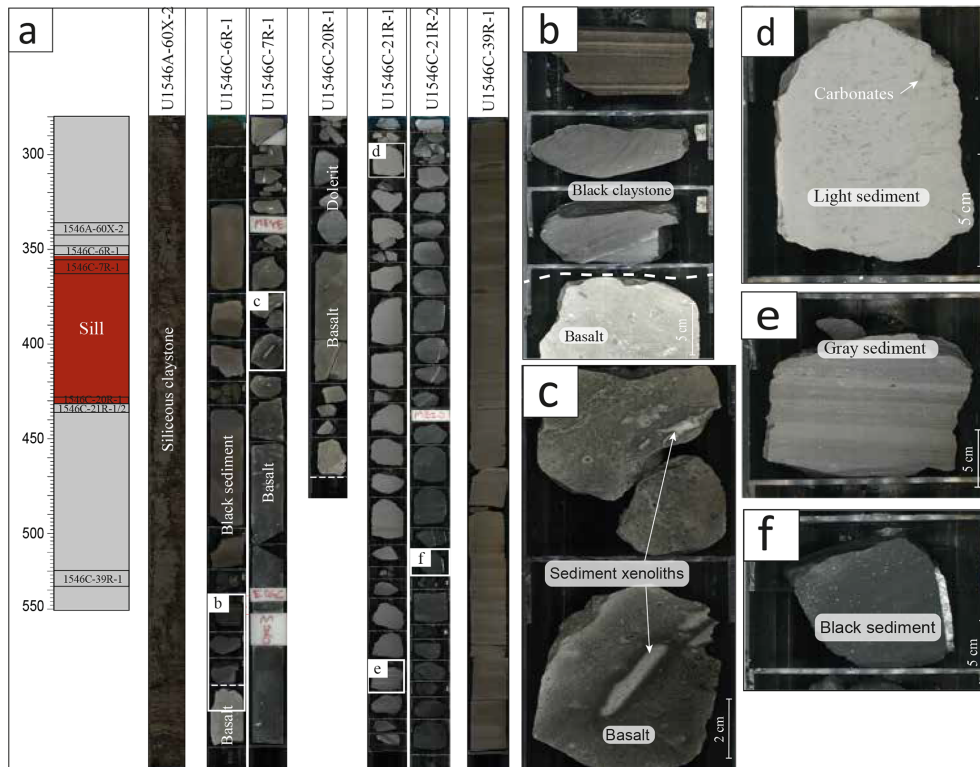 a
U1546A-60X-2
U1546C-6R-1
U1546C-7R-1
U1546C-20R-1
U1546C-21R-1
U1546C-21R-2
U1546C-39R-1
300
350
400
450
500
550
1546A-60X-2
1546C-6R-1
1546C-7R-1
Sill
1546C-20R-1
1546C-21R-1/2
1546C-39R-1
Siliceous claystone
Black sediment
b
Basalt
c
Basalt
Dolerit
Basalt
d
e
f
b
Black claystone
Basalt
5 cm
c
Sediment xenoliths
Basalt
2 cm
d
Carbonates
Light sediment
5 cm
e
Gray sediment
5 cm
f
Black sediment
5 cm